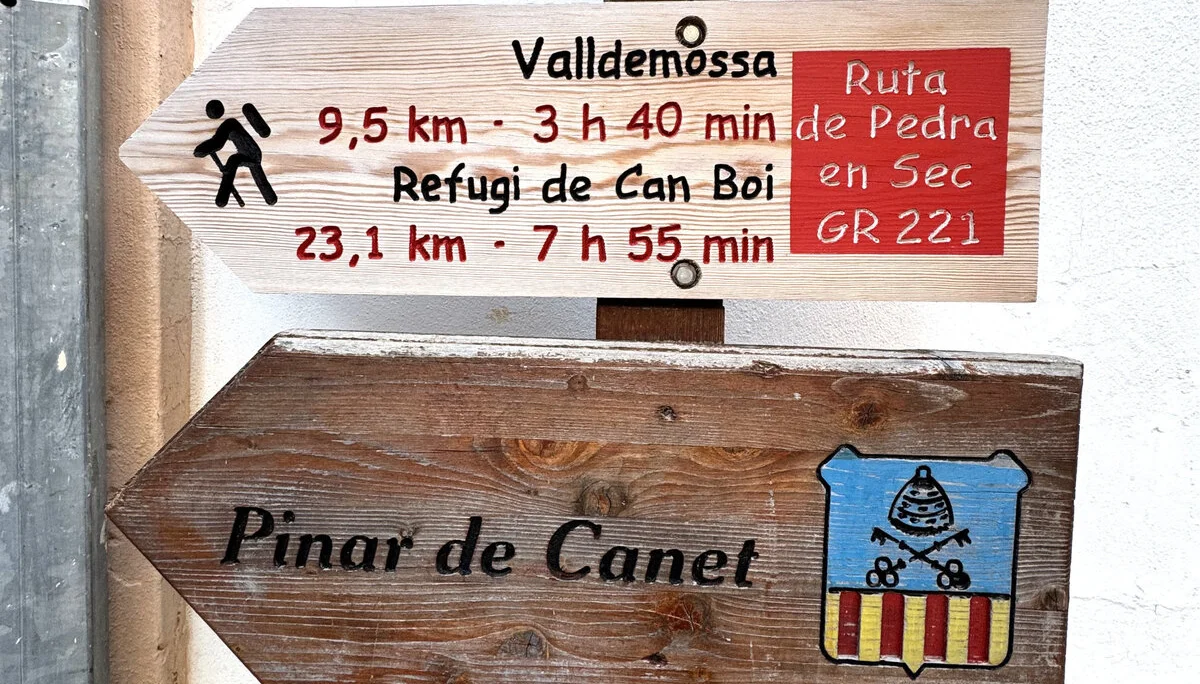 Valldemossa
9,5 km · 3 h 40 min
Refugi de Can Boi
23,1 km · 7 h 55 min
Ruta
de Pedra
en Sec
GR 221
Pinar de Canet